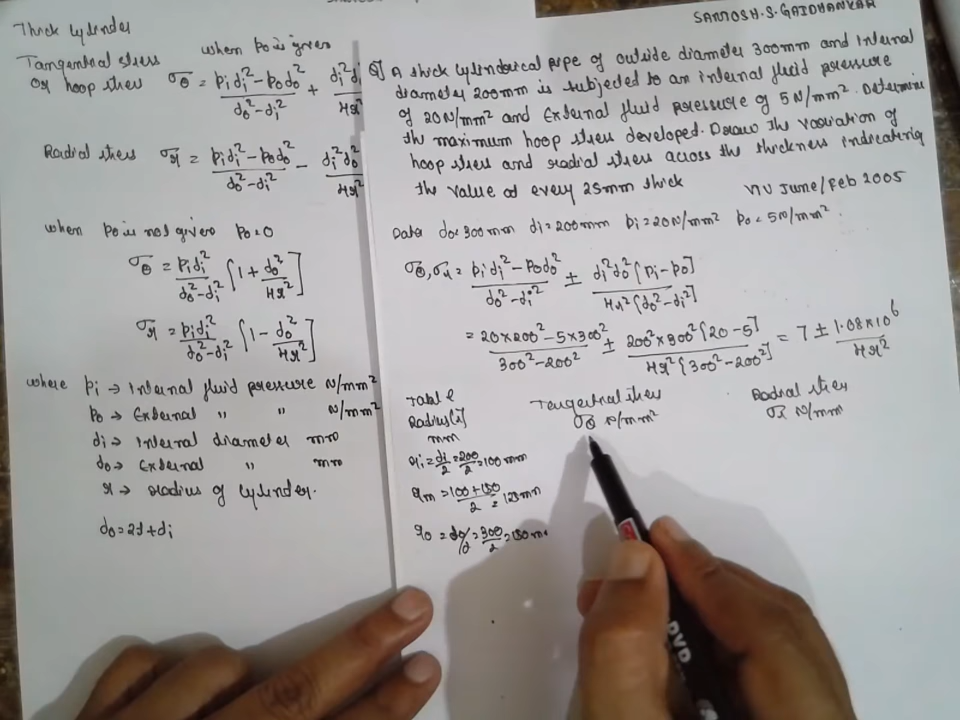 SANTOSH.S.GAIDHANKAR
Thick Cylinder
when Po is given
Tangential stress
or hoop stress σθ = (Pidi² - Podo²)/(do² - di²) +
Radial stress σr = (Pidi² - Podo²)/(do² - di²) - di²do²/4r²
when Po is not given Po = 0
σθ = Pidi²/(do² - di²) [1 + do²/4r²]
σr = Pidi²/(do² - di²) [1 - do²/4r²]
where Pi → Internal fluid pressure N/mm²
Po → External " " N/mm²
di → Internal diameter mm
do → External " mm
r → radius of cylinder.
do = 2t + di
Q) A thick cylinderical pipe of outside diameter 300mm and internal
diameter 200mm is subjected to an internal fluid pressure
of 20N/mm² and External fluid pressure of 5N/mm². Determine
the maximum hoop stress developed. Draw the variation of
hoop stress and radial stress across the thickness indicating
the value at every 25mm thick
VTU June/Feb 2005
Data do = 300mm di = 200mm Pi = 20N/mm² Po = 5N/mm².
σθ, σr = (Pidi² - Podo²)/(do² - di²) ± di²do²[Pi - Po]/4r²[do² - di²]
= (20×200² - 5×300²)/(300² - 200²) ± 200²×300²[20 - 5]/4r²[300² - 200²] = 7 ± 1.08×10⁶/4r²
Table
Radius(r) mm
Tangential stress σθ N/mm²
Radial stress σr N/mm
ri = di/2 = 200/2 = 100mm
rm = (100 + 150)/2 = 125mm
ro = do/2 = 300/2 = 150m
DVD